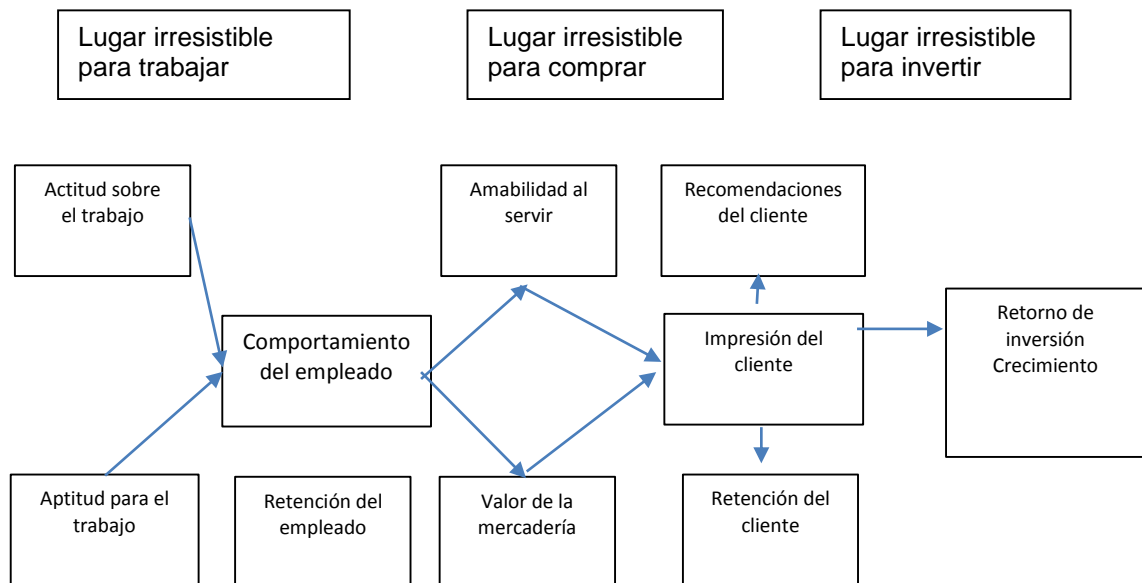 Lugar irresistible
para trabajar
Lugar irresistible
para comprar
Lugar irresistible
para invertir
Actitud sobre
el trabajo
Amabilidad al
servir
Recomendaciones
del cliente
Comportamiento
del empleado
Impresión del
cliente
Retorno de
inversión
Crecimiento
Aptitud para el
trabajo
Retención del
empleado
Valor de la
mercadería
Retención del
cliente